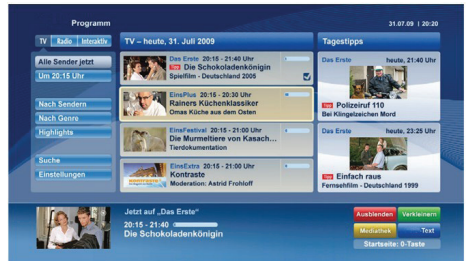 Programm
31.07.09 | 20:20
TV Radio Interaktiv
TV – heute, 31. Juli 2009
Tagestipps
Alle Sender jetzt
Um 20:15 Uhr
Nach Sendern
Nach Genre
Highlights
Suche
Einstellungen
Das Erste 20:15 - 21:40 Uhr
Tipp Die Schokoladenkönigin
Spielfilm - Deutschland 2005
EinsPlus 20:15 - 20:30 Uhr
Rainers Küchenklassiker
Omas Küche aus dem Osten
EinsFestival 20:15 - 21:00 Uhr
Die Murmeltiere von Kasach...
Tierdokumentation
EinsExtra 20:15 - 21:00 Uhr
Kontraste
Moderation: Astrid Frohloff
Das Erste heute, 21:40 Uhr
Tipp Polizeiruf 110
Bei Klingelzeichen Mord
Das Erste heute, 23:25 Uhr
Tipp Einfach raus
Fernsehfilm - Deutschland 1999
Jetzt auf „Das Erste“
20:15 - 21:40
Die Schokoladenkönigin
Ausblenden Verkleinern
Mediathek Text
Startseite: 0-Taste